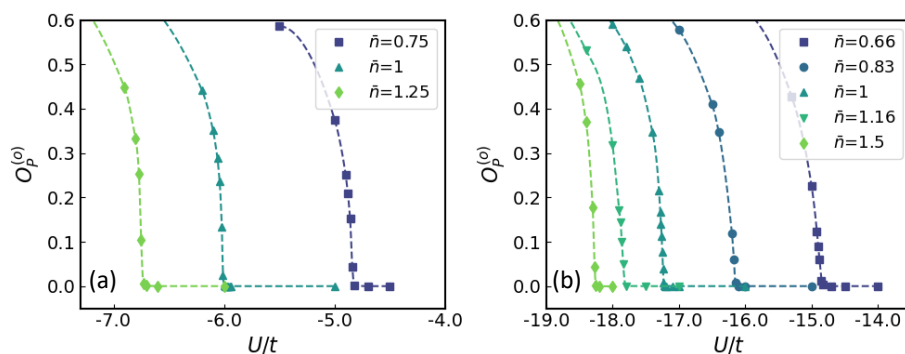 0.6
0.5
0.4
0.3
0.2
0.1
0.0
O_P^{(o)}
n̄=0.75
n̄=1
n̄=1.25
(a)
-7.0 -6.0 -5.0 -4.0
U/t
0.6
0.5
0.4
0.3
0.2
0.1
0.0
O_P^{(o)}
n̄=0.66
n̄=0.83
n̄=1
n̄=1.16
n̄=1.5
(b)
-19.0 -18.0 -17.0 -16.0 -15.0 -14.0
U/t